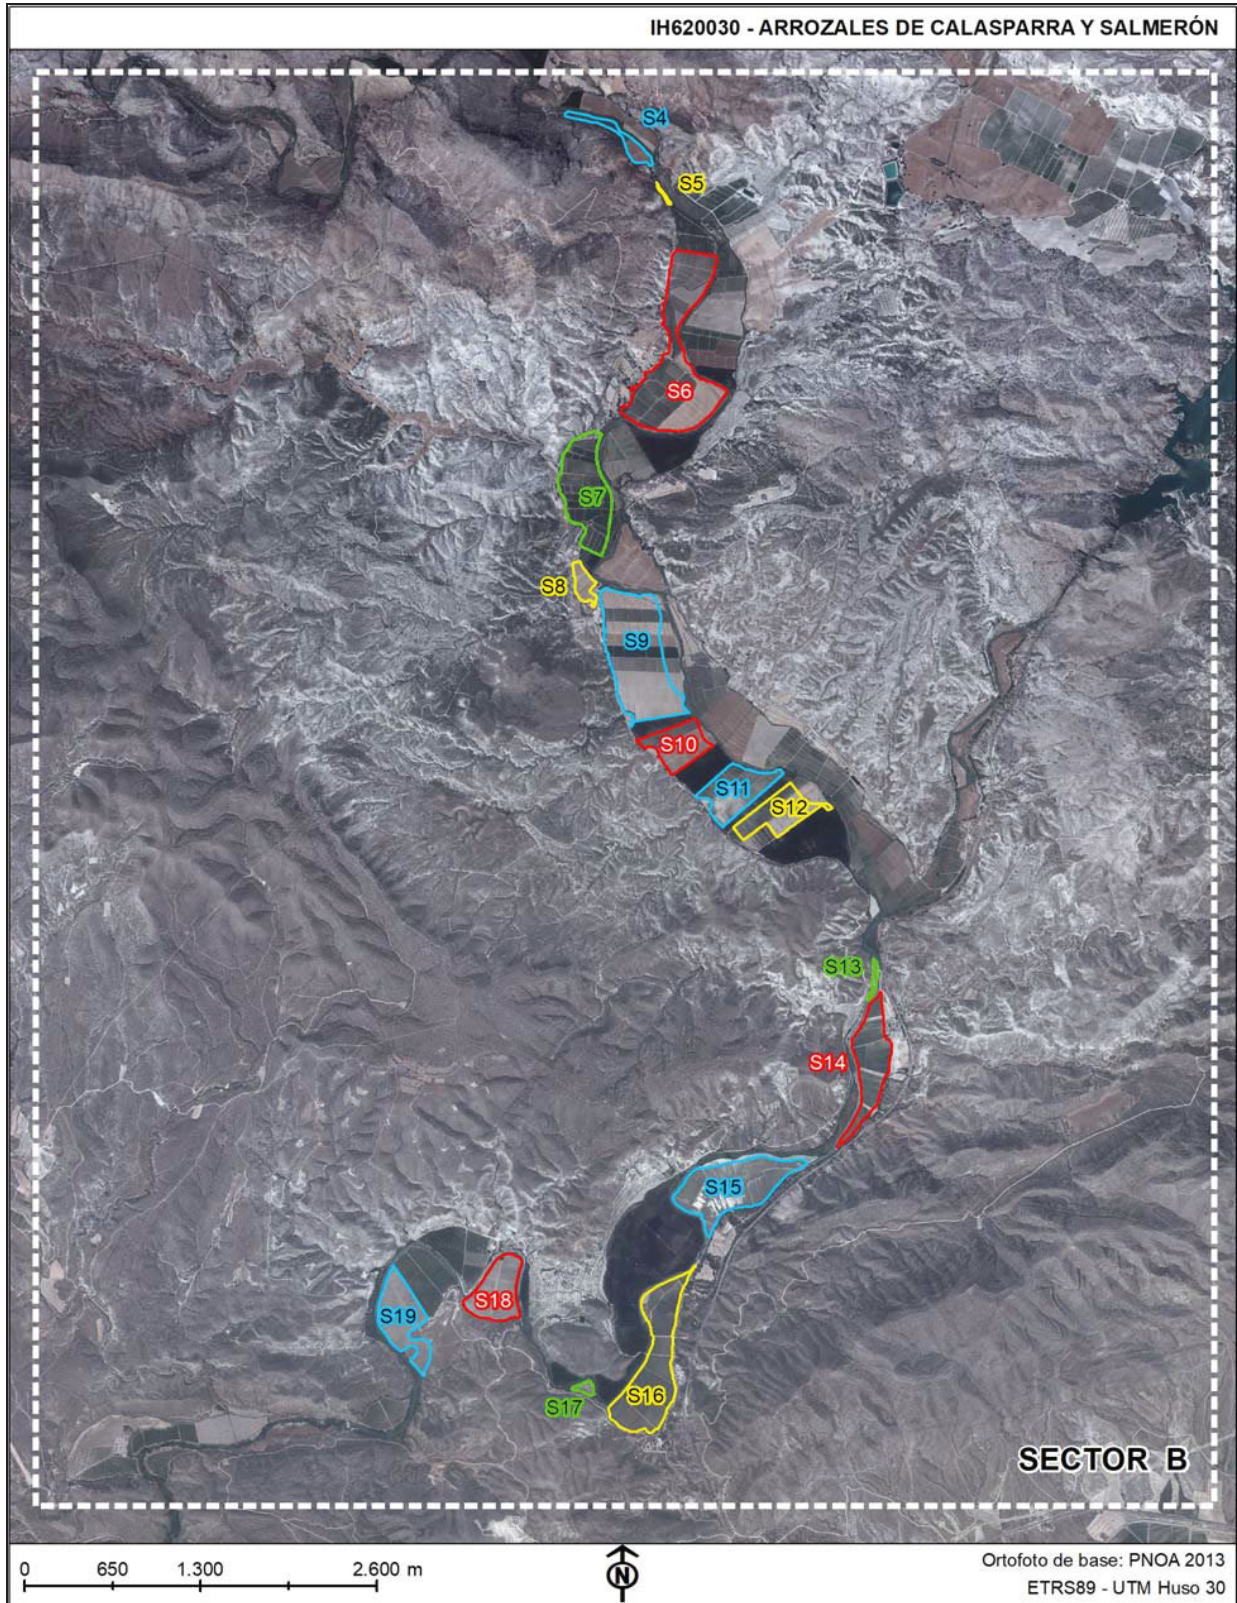 IH620030 - ARROZALES DE CALASPARRA Y SALMERÓN
S4
S5
S6
S7
S8
S9
S10
S11
S12
S13
S14
S15
S19
S18
S17
S16
SECTOR B
0 650 1.300 2.600 m
N
Ortofoto de base: PNOA 2013
ETRS89 - UTM Huso 30